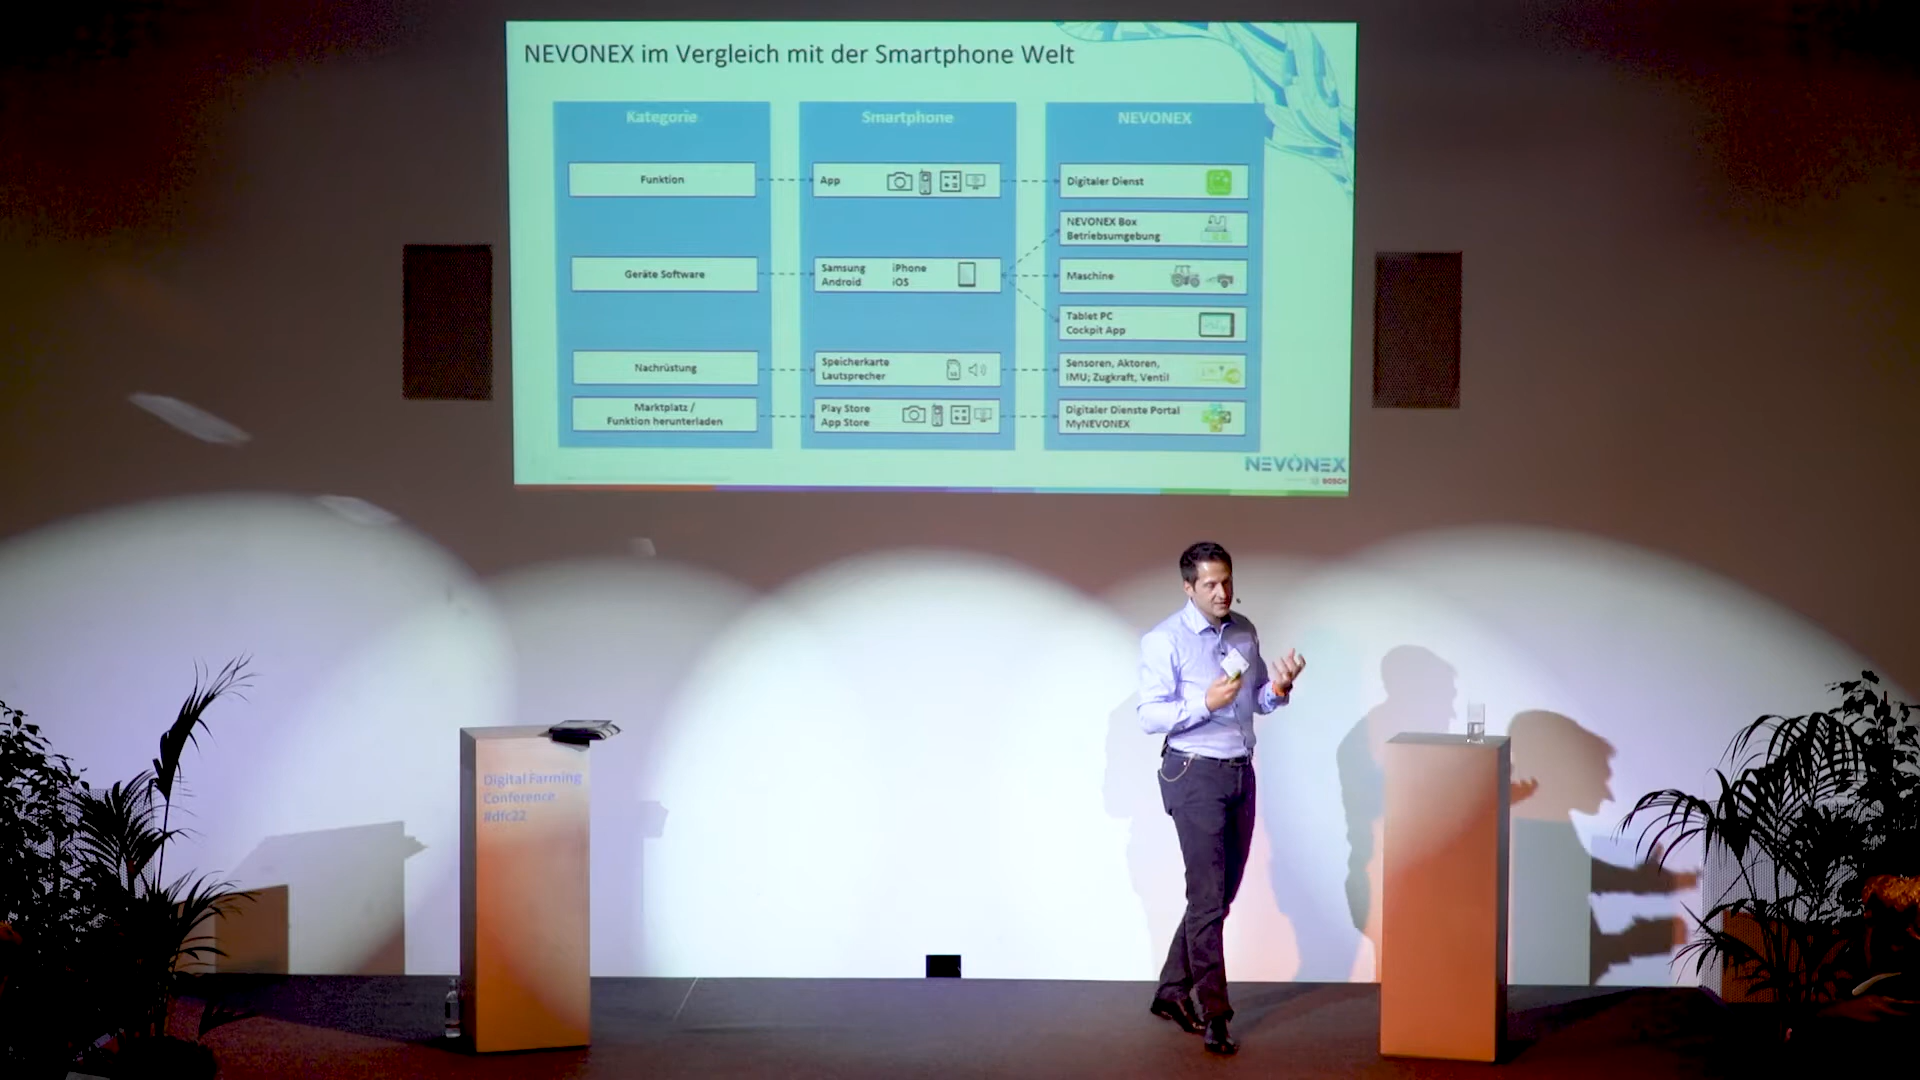 NEVONEX im Vergleich mit der Smartphone Welt
Kategorie
Smartphone
NEVONEX
Funktion
App
Digitaler Dienst
NEVONEX Box
Betriebsumgebung
Geräte Software
Samsung iPhone
Android iOS
Maschine
Tablet PC
Cockpit App
Nachrüstung
Speicherkarte
Lautsprecher
Sensoren, Aktoren,
IMU; Zugkraft, Ventil
Marktplatz /
Funktion herunterladen
Play Store
App Store
Digitaler Dienste Portal
MyNEVONEX
NEVONEX
BOSCH
Digital Farming
Conference
#dfc22